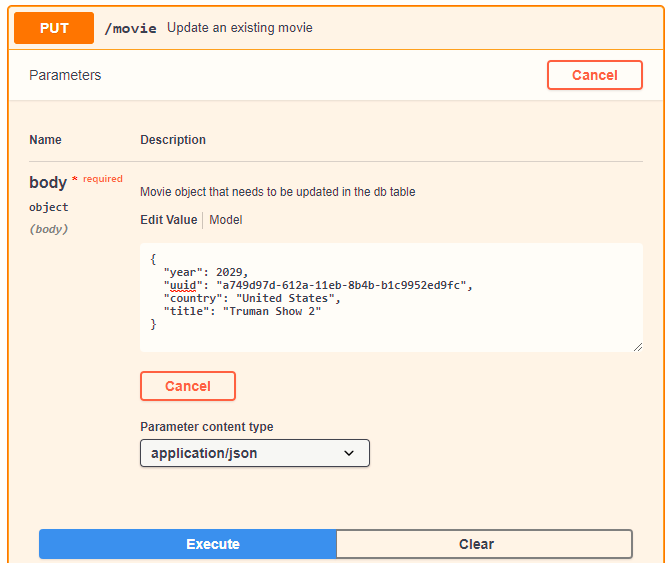 PUT /movie Update an existing movie
Parameters Cancel
Name Description
body * required
object
(body)
Movie object that needs to be updated in the db table
Edit Value Model
{
"year": 2029,
"uuid": "a749d97d-612a-11eb-8b4b-b1c9952ed9fc",
"country": "United States",
"title": "Truman Show 2"
}
Cancel
Parameter content type
application/json
Execute Clear